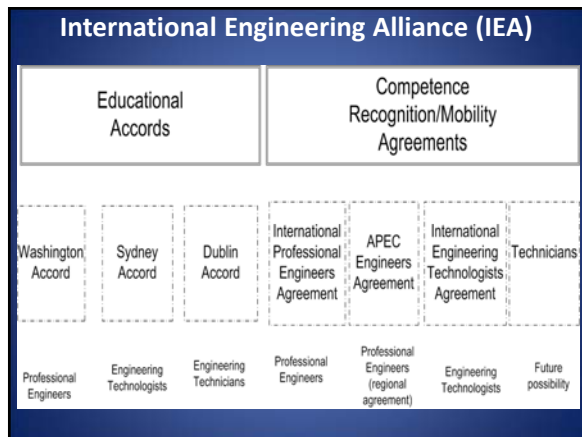 International Engineering Alliance (IEA)
Educational
Accords
Competence
Recognition/Mobility
Agreements
Washington
Accord
Sydney
Accord
Dublin
Accord
International
Professional
Engineers
Agreement
APEC
Engineers
Agreement
International
Engineering
Technologists
Agreement
Technicians
Professional
Engineers
Engineering
Technologists
Engineering
Technicians
Professional
Engineers
Professional
Engineers
(regional
agreement)
Engineering
Technologists
Future
possibility